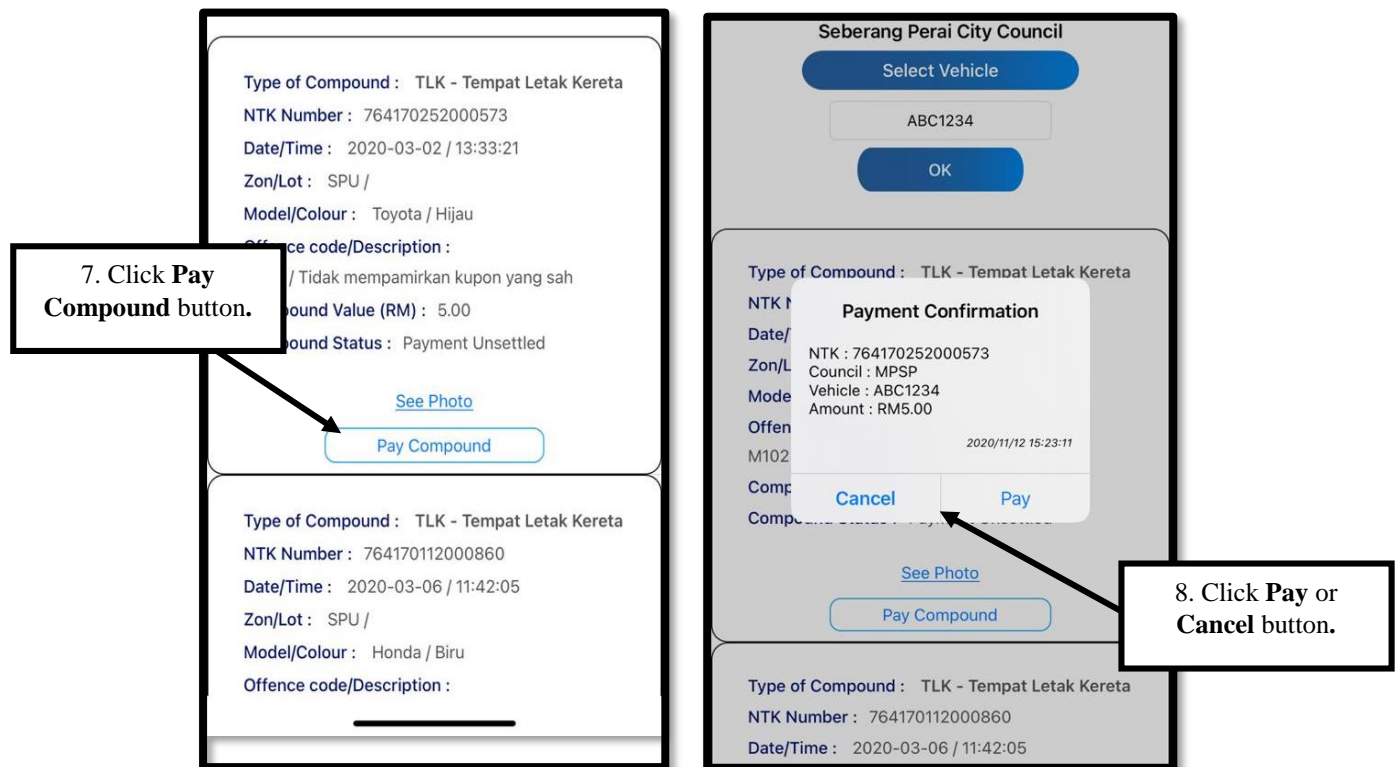 Type of Compound : TLK - Tempat Letak Kereta
NTK Number : 764170252000573
Date/Time : 2020-03-02 / 13:33:21
Zon/Lot : SPU /
Model/Colour : Toyota / Hijau
code/Description :
/ Tidak mempamirkan kupon yang sah
Value (RM) : 5.00
Status : Payment Unsettled
See Photo
Pay Compound
7. Click Pay
Compound button.
Type of Compound : TLK - Tempat Letak Kereta
NTK Number : 764170112000860
Date/Time : 2020-03-06 / 11:42:05
Zon/Lot : SPU /
Model/Colour : Honda / Biru
Offence code/Description :
Seberang Perai City Council
Select Vehicle
ABC1234
OK
Type of Compound : TLK - Tempat Letak Kereta
NTK
Date/
Zon/L
Mode
Offen
M102
Comp
Payment Confirmation
NTK : 764170252000573
Council : MPSP
Vehicle : ABC1234
Amount : RM5.00
2020/11/12 15:23:11
Cancel Pay
See Photo
Pay Compound
8. Click Pay or
Cancel button.
Type of Compound : TLK - Tempat Letak Kereta
NTK Number : 764170112000860
Date/Time : 2020-03-06 / 11:42:05